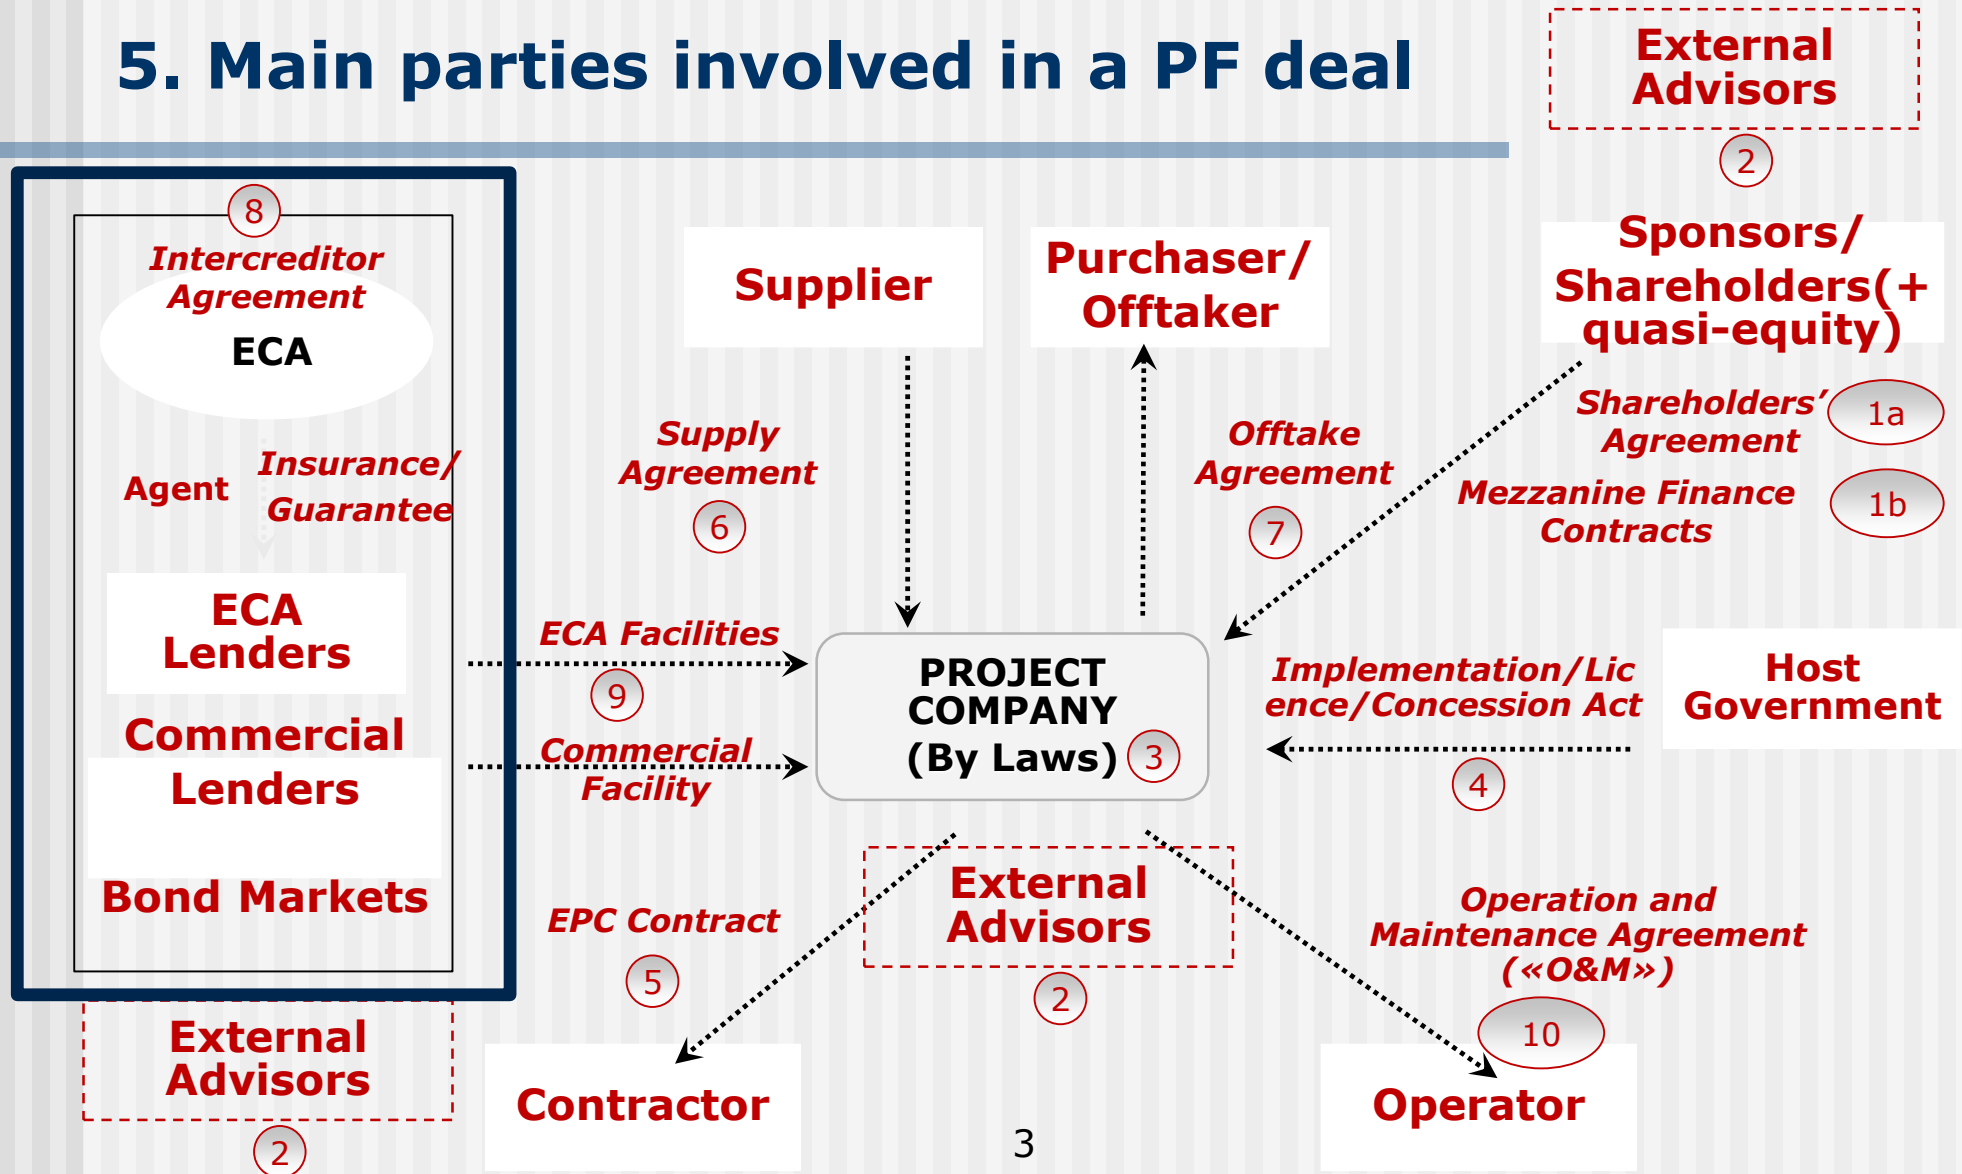 5. Main parties involved in a PF deal
External
Advisors
2
8
Intercreditor
Agreement
ECA
Agent
Insurance/
Guarantee
ECA
Lenders
Commercial
Lenders
Bond Markets
External
Advisors
2
Supplier
Supply
Agreement
6
Purchaser/
Offtaker
Offtake
Agreement
7
Sponsors/
Shareholders(+
quasi-equity)
Shareholders’
Agreement
1a
Mezzanine Finance
Contracts
1b
ECA Facilities
9
Commercial
Facility
PROJECT
COMPANY
(By Laws)
3
Implementation/Lic
ence/Concession Act
4
Host
Government
External
Advisors
2
EPC Contract
5
Contractor
Operation and
Maintenance Agreement
(«O&M»)
10
Operator
3